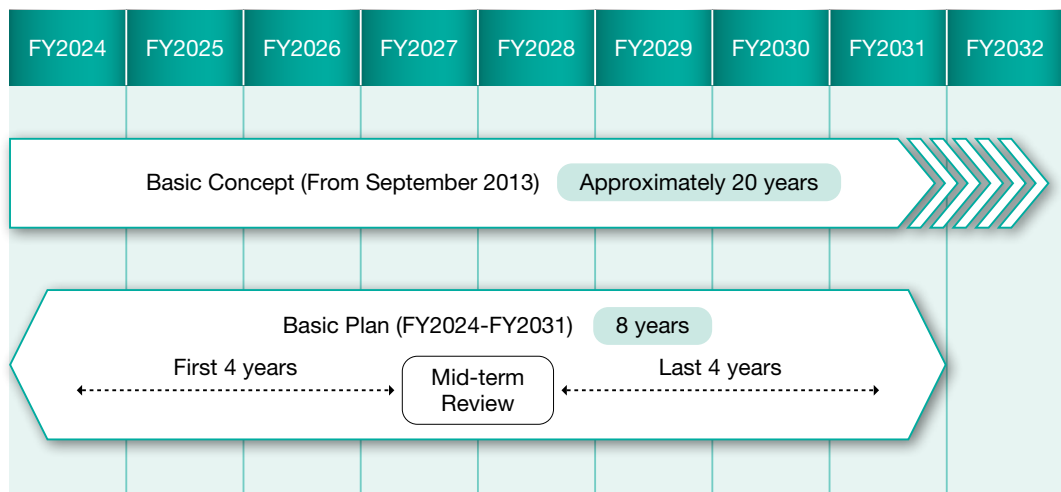 FY2024 FY2025 FY2026 FY2027 FY2028 FY2029 FY2030 FY2031 FY2032
Basic Concept (From September 2013) Approximately 20 years
Basic Plan (FY2024-FY2031) 8 years
First 4 years
Mid-term
Review
Last 4 years